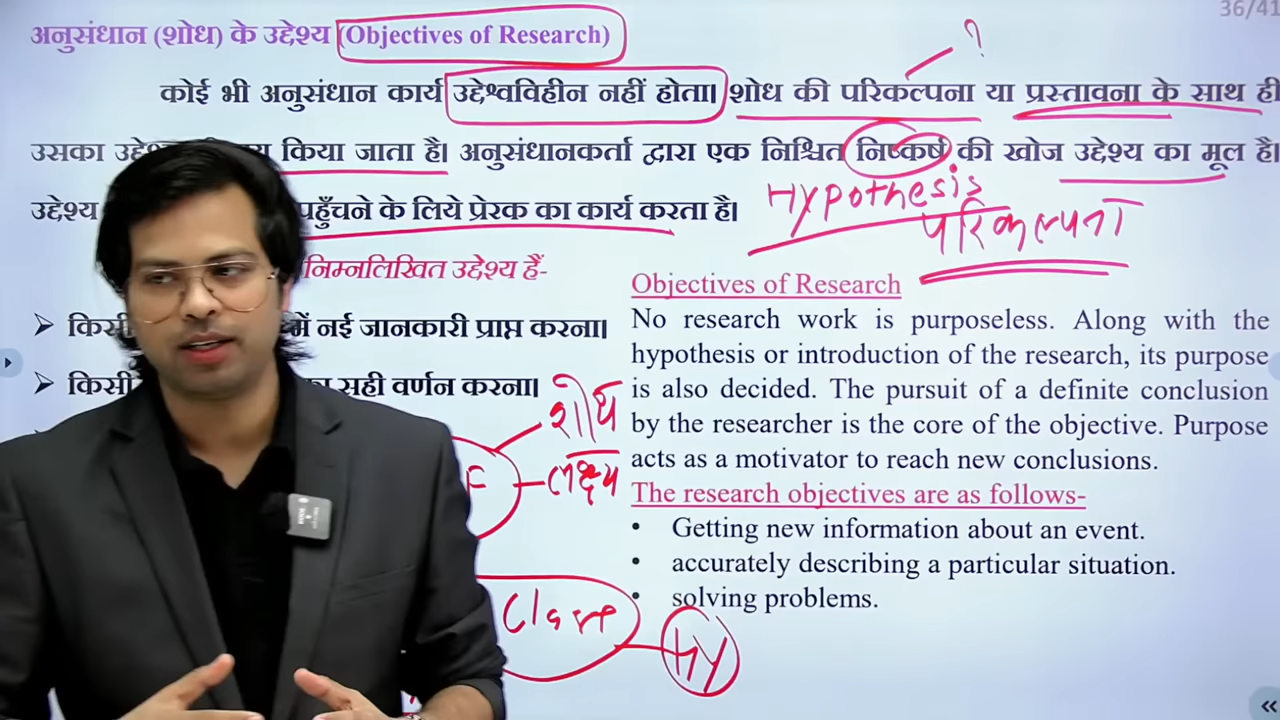 36/41
अनुसंधान (शोध) के उद्देश्य (Objectives of Research)
?
कोई भी अनुसंधान कार्य उद्देश्वविहीन नहीं होता। शोध की परिकल्पना या प्रस्तावना के साथ ही
उसका किया जाता है। अनुसंधानकर्ता द्वारा एक निश्चित निष्कर्ष की खोज उद्देश्य का मूल है।
उद्देश्य पहुँचने के लिये प्रेरक का कार्य करता है।
Hypothesis
परिकल्पना
निम्नलिखित उद्देश्य हैं-
➢ किसी में नई जानकारी प्राप्त करना।
➢ किसी का सही वर्णन करना।
शोध
लक्ष्य
Objectives of Research
No research work is purposeless. Along with the
hypothesis or introduction of the research, its purpose
is also decided. The pursuit of a definite conclusion
by the researcher is the core of the objective. Purpose
acts as a motivator to reach new conclusions.
The research objectives are as follows-
• Getting new information about an event.
• accurately describing a particular situation.
• solving problems.
Hy